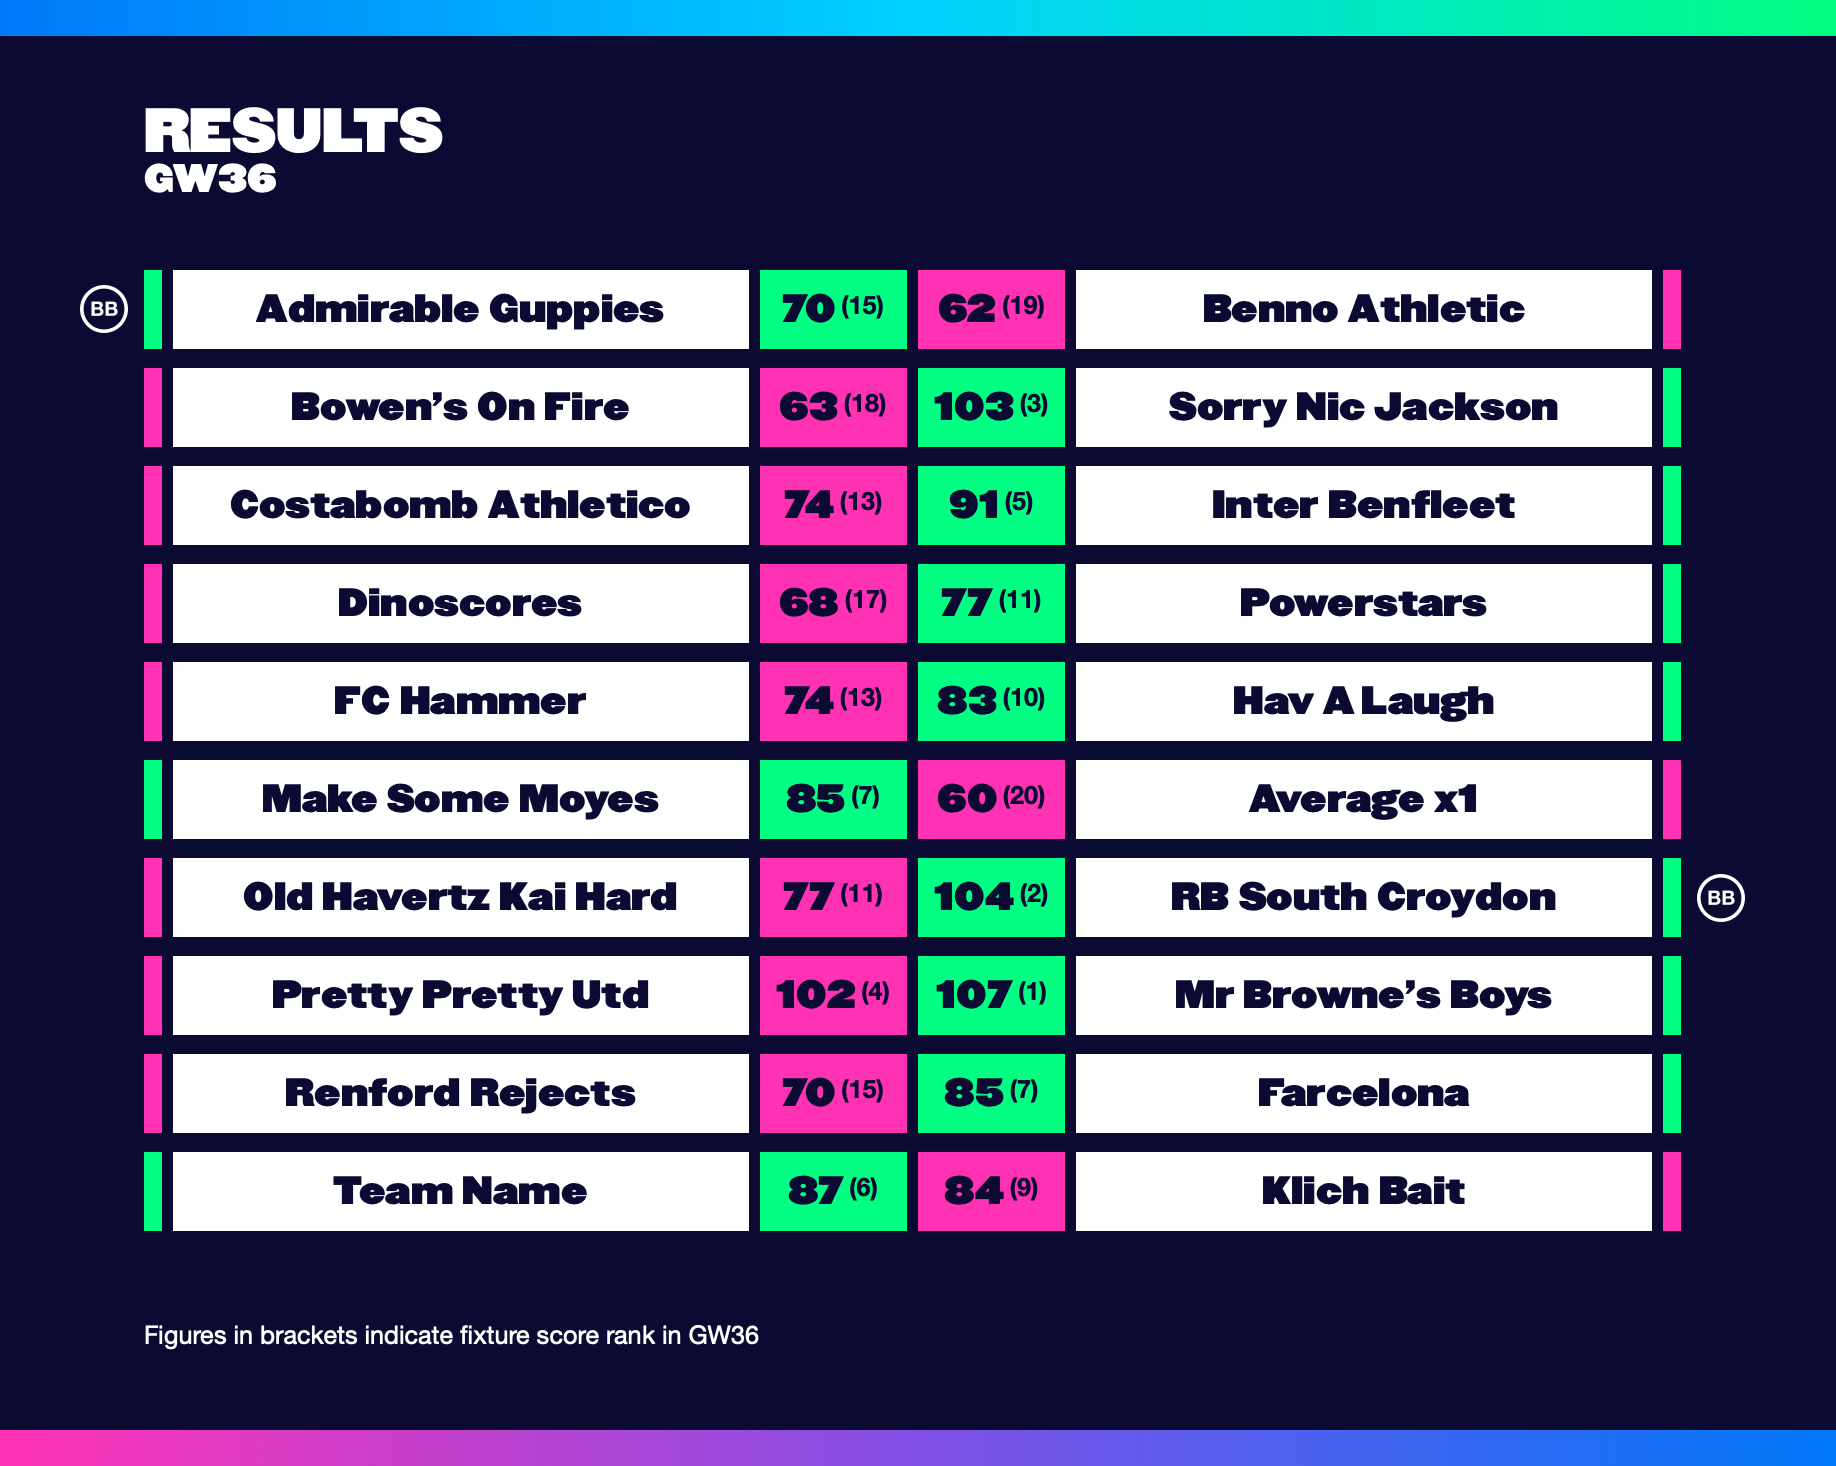 RESULTS
GW36
BB Admirable Guppies 70 (15) 62 (19) Benno Athletic
Bowen’s On Fire 63 (18) 103 (3) Sorry Nic Jackson
Costabomb Athletico 74 (13) 91 (5) Inter Benfleet
Dinoscores 68 (17) 77 (11) Powerstars
FC Hammer 74 (13) 83 (10) Hav A Laugh
Make Some Moyes 85 (7) 60 (20) Average x1
Old Havertz Kai Hard 77 (11) 104 (2) RB South Croydon BB
Pretty Pretty Utd 102 (4) 107 (1) Mr Browne’s Boys
Renford Rejects 70 (15) 85 (7) Farcelona
Team Name 87 (6) 84 (9) Klich Bait
Figures in brackets indicate fixture score rank in GW36